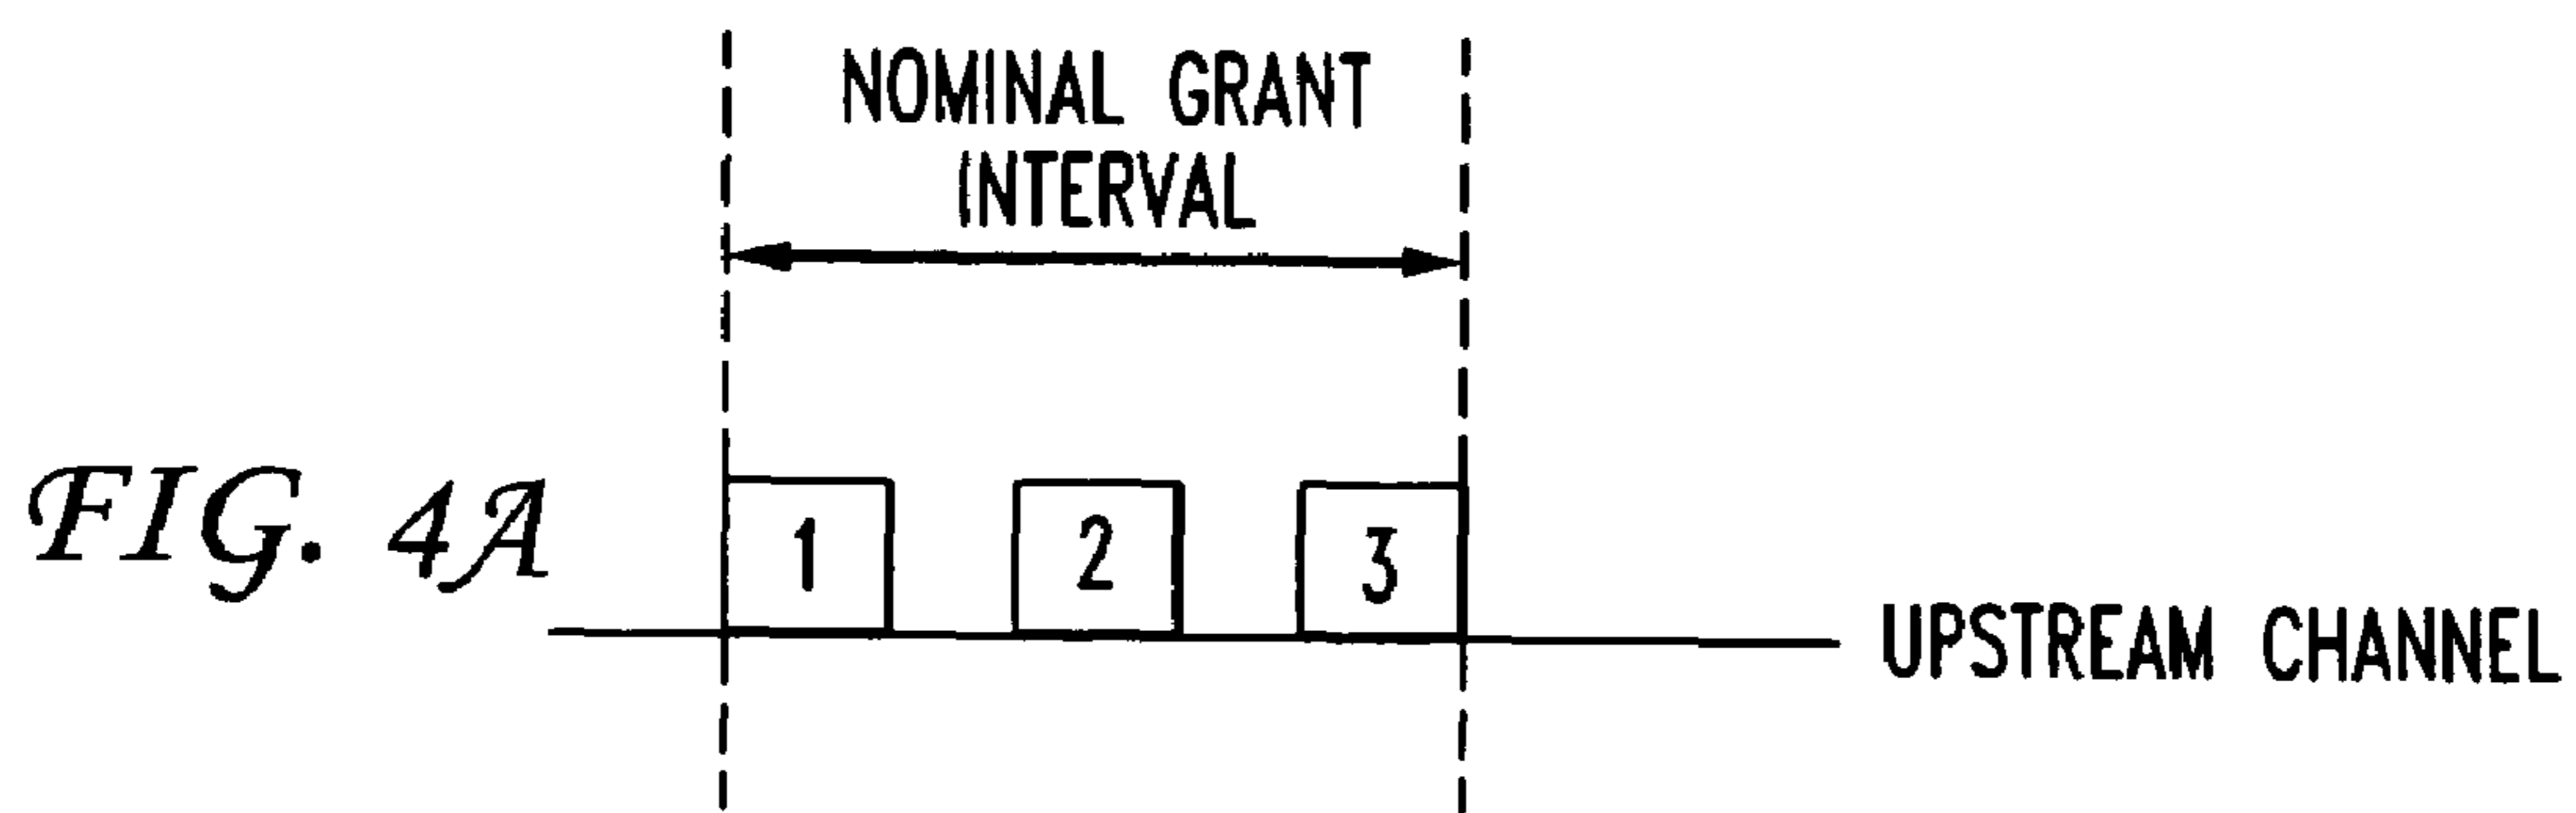 NOMINAL GRANT
INTERVAL
FIG. 4A
1
2
3
UPSTREAM CHANNEL